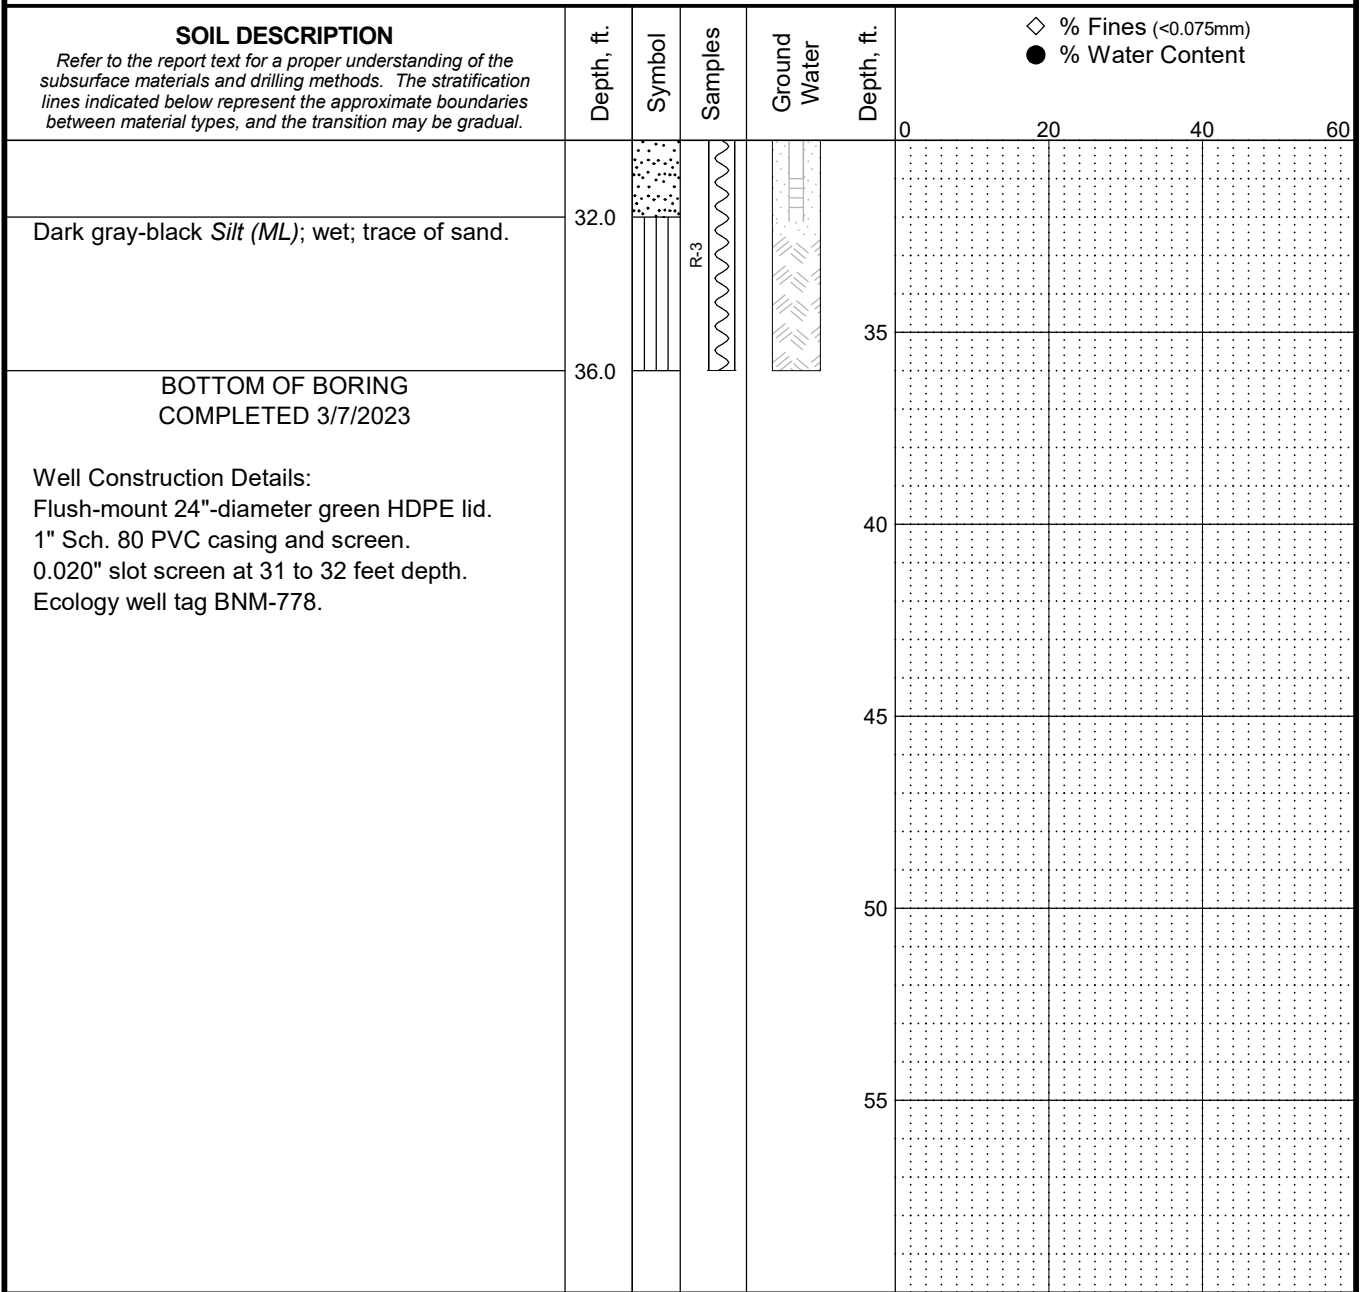 SOIL DESCRIPTION
Refer to the report text for a proper understanding of the
subsurface materials and drilling methods. The stratification
lines indicated below represent the approximate boundaries
between material types, and the transition may be gradual.
Depth, ft.
Symbol
Samples
Ground
Water
Depth, ft.
◇ % Fines (<0.075mm)
● % Water Content
0 20 40 60
32.0
Dark gray-black Silt (ML); wet; trace of sand.
R-3
35
36.0
BOTTOM OF BORING
COMPLETED 3/7/2023
Well Construction Details:
Flush-mount 24"-diameter green HDPE lid.
1" Sch. 80 PVC casing and screen.
0.020" slot screen at 31 to 32 feet depth.
Ecology well tag BNM-778.
40
45
50
55